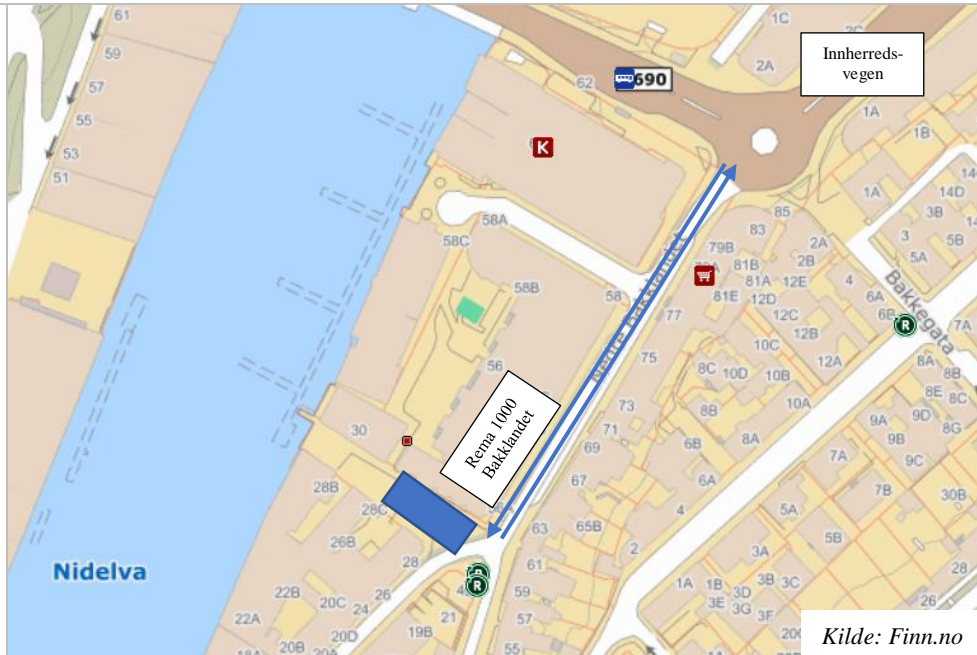 61
59
57
55
53
51
1C
2C
2A
Innherreds-
vegen
690
62
K
1A
1B
1A
14D
3B
3
5B
5A
85
83
2A
79B
2B
81B
81A
12E
4
81E
12D
6A
12C
6B
R
Bakkegata
7A
58A
58C
58B
58
77
12B
10C
12A
75
8C
10D
10B
8A
8B
8E
8C
Nedre Bakklandet
56
73
8B
10A
9A
9D
8G
71
9B
6B
8A
9C
Rema 1000
Bakklandet
69
7A
30
67
6A
7B
30B
28B
28C
65B
4
5A
63
5B
26B
2
3A
28
61
28
Nidelva
R
1A
1B
3B
3C
22B
20C
24
26
59
3D
3E
3G
3F
26
22A
21
19B
57
20D
20B
20A
18A
55
Kilde: Finn.no